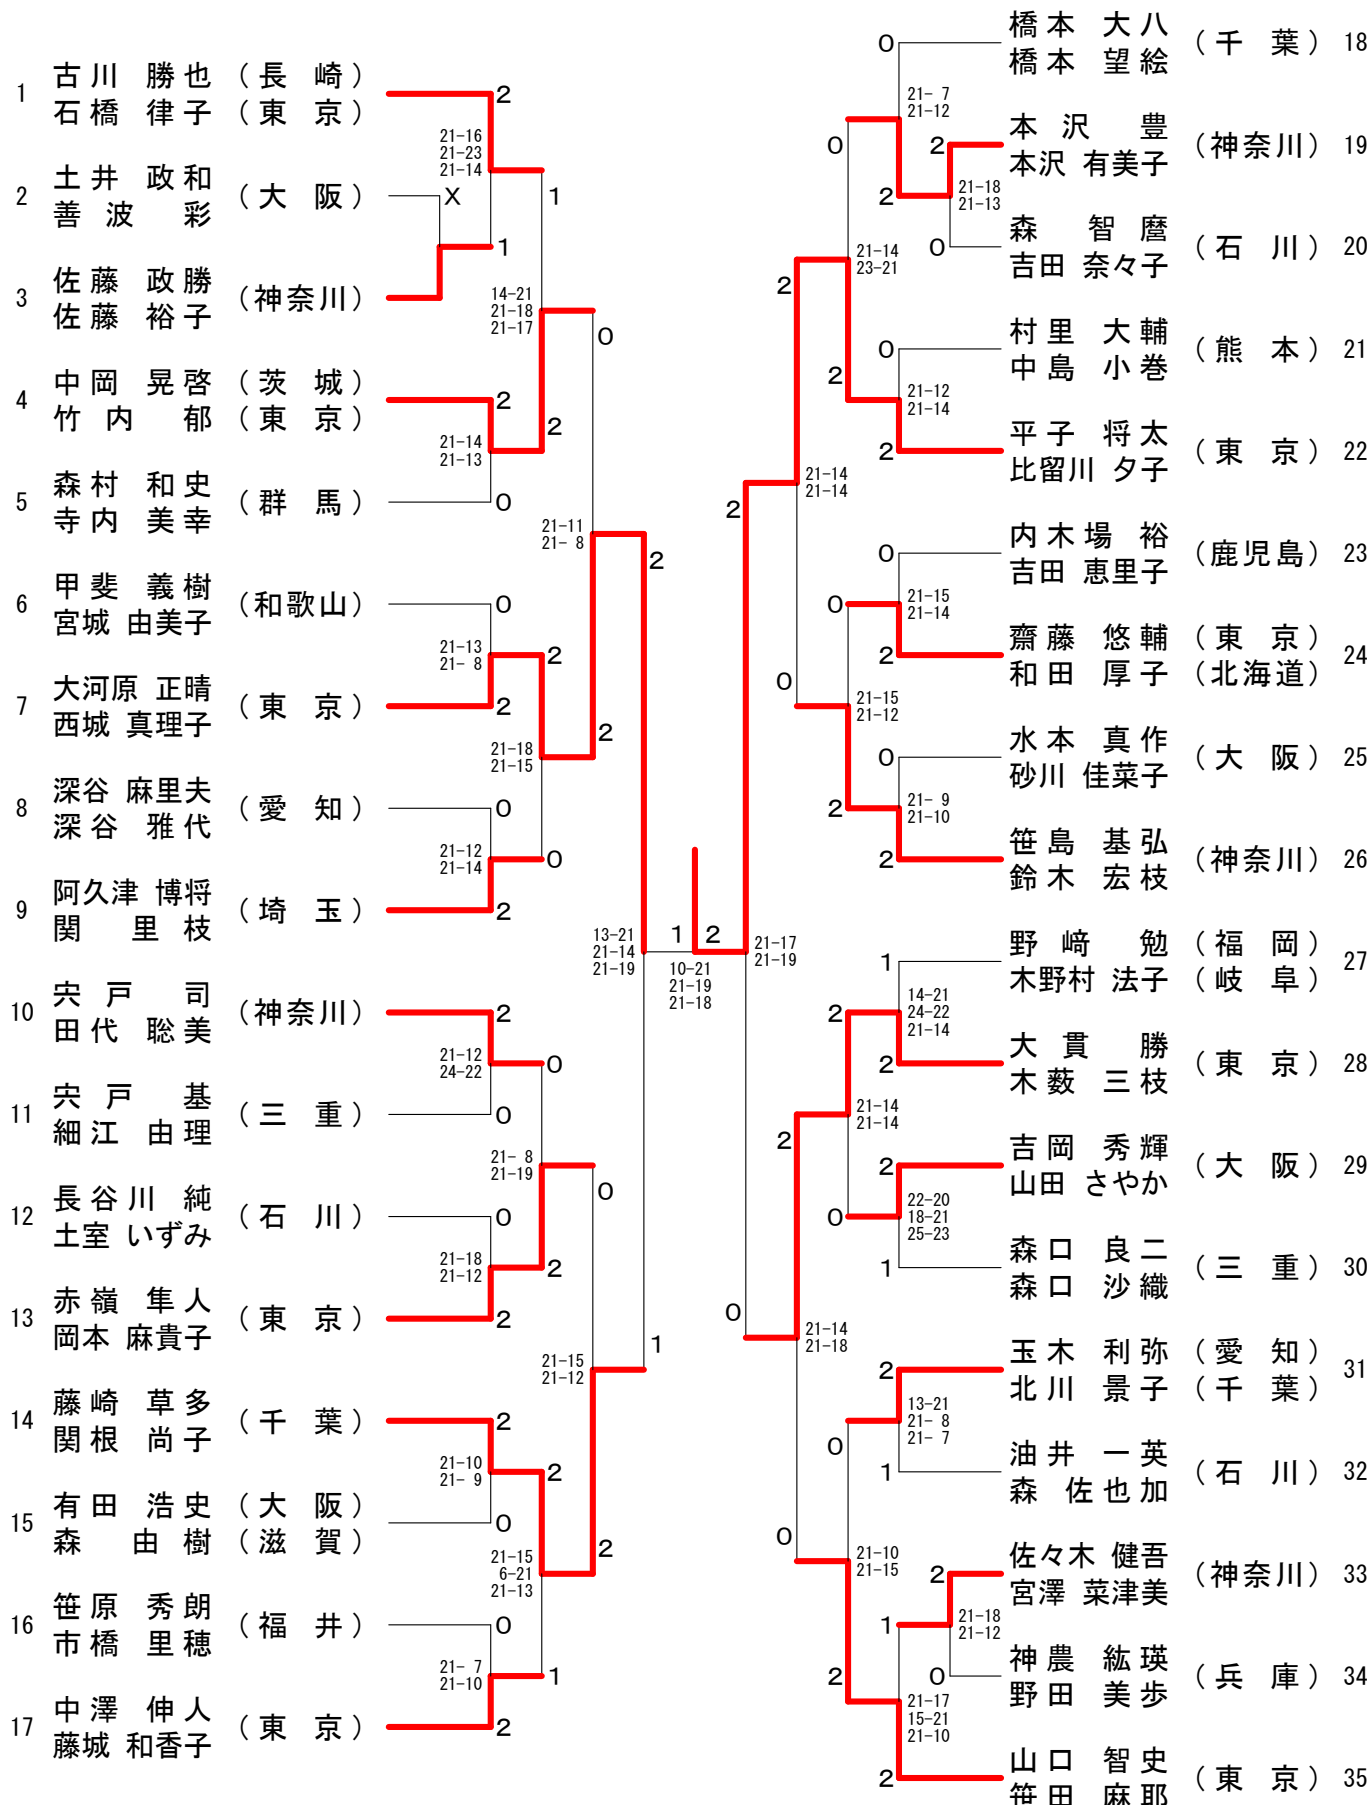 1 古川 勝也 (長 崎)
石橋 律子 (東 京)
2
21-16
21-23
21-14
2 土井 政和
善波 彩 (大 阪)
X
1
1
3 佐藤 政勝
佐藤 裕子 (神奈川)
14-21
21-18
21-17
0
4 中岡 晃啓 (茨 城)
竹内 郁 (東 京)
2
2
21-14
21-13
5 森村 和史
寺内 美幸 (群 馬)
0
21-11
21- 8
2
6 甲斐 義樹
宮城 由美子 (和歌山)
0
21-13
21- 8
2
7 大河原 正晴
西城 真理子 (東 京)
2
2
21-18
21-15
8 深谷 麻里夫
深谷 雅代 (愛 知)
0
21-12
21-14
0
9 阿久津 博将
関 里枝 (埼 玉)
2
13-21
21-14
21-19
1 2
10-21
21-19
21-18
10 宍戸 司
田代 聡美 (神奈川)
2
21-12
24-22
0
11 宍戸 基
細江 由理 (三 重)
0
21- 8
21-19
0
12 長谷川 純
土室 いずみ (石 川)
0
21-18
21-12
2
13 赤嶺 隼人
岡本 麻貴子 (東 京)
2
1
21-15
21-12
14 藤崎 草多
関根 尚子 (千 葉)
2
21-10
21- 9
2
15 有田 浩史 (大 阪)
森 由樹 (滋 賀)
0
21-15
6-21
21-13
2
16 笹原 秀朗
市橋 里穂 (福 井)
0
21- 7
21-10
1
17 中澤 伸人
藤城 和香子 (東 京)
2
0
橋本 大八
橋本 望絵 (千 葉) 18
21- 7
21-12
0
2
本沢 豊
本沢 有美子 (神奈川) 19
2
21-18
21-13
0
森 智麿
吉田 奈々子 (石 川) 20
21-14
23-21
2
0
村里 大輔
中島 小巻 (熊 本) 21
2
21-12
21-14
2
平子 将太
比留川 夕子 (東 京) 22
21-14
21-14
2
0
内木場 裕
吉田 恵里子 (鹿児島) 23
0
21-15
21-14
2
齋藤 悠輔 (東 京)
和田 厚子 (北海道) 24
0
21-15
21-12
0
水本 真作
砂川 佳菜子 (大 阪) 25
2
21- 9
21-10
2
笹島 基弘
鈴木 宏枝 (神奈川) 26
21-17
21-19
1
野﨑 勉 (福 岡)
木野村 法子 (岐 阜) 27
2
14-21
24-22
21-14
2
大貫 勝
木薮 三枝 (東 京) 28
2
21-14
21-14
2
吉岡 秀輝
山田 さやか (大 阪) 29
0
22-20
18-21
25-23
1
森口 良二
森口 沙織 (三 重) 30
0
21-14
21-18
2
玉木 利弥 (愛 知)
北川 景子 (千 葉) 31
0
13-21
21- 8
21- 7
1
油井 一英
森 佐也加 (石 川) 32
0
21-10
21-15
2
佐々木 健吾
宮澤 菜津美 (神奈川) 33
1
21-18
21-12
0
神農 紘瑛
野田 美歩 (兵 庫) 34
2
21-17
15-21
21-10
2
山口 智史
笹田 麻耶 (東 京) 35